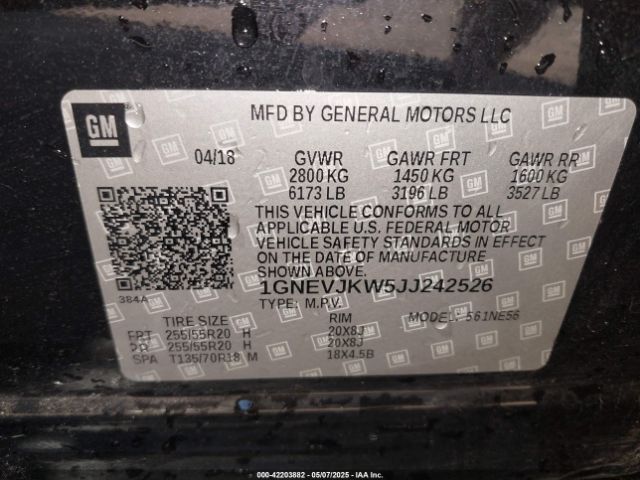 GM
MFD BY GENERAL MOTORS LLC
04/18 GVWR GAWR FRT GAWR RR
2800 KG 1450 KG 1600 KG
6173 LB 3196 LB 3527 LB
THIS VEHICLE CONFORMS TO ALL
APPLICABLE U.S. FEDERAL MOTOR
VEHICLE SAFETY STANDARDS IN EFFECT
ON THE DATE OF MANUFACTURE
SHOWN ABOVE.
384A
1GNEVJKW5JJ242526
TYPE: M.P.V. MODEL: 561NE56
TIRE SIZE RIM
FRT 255/55R20 H 20X8J
RR 255/55R20 H 20X8J
SPA T135/70R18 M 18X4.5B
© 000-42203882 — 05/07/2025 — IAA Inc.